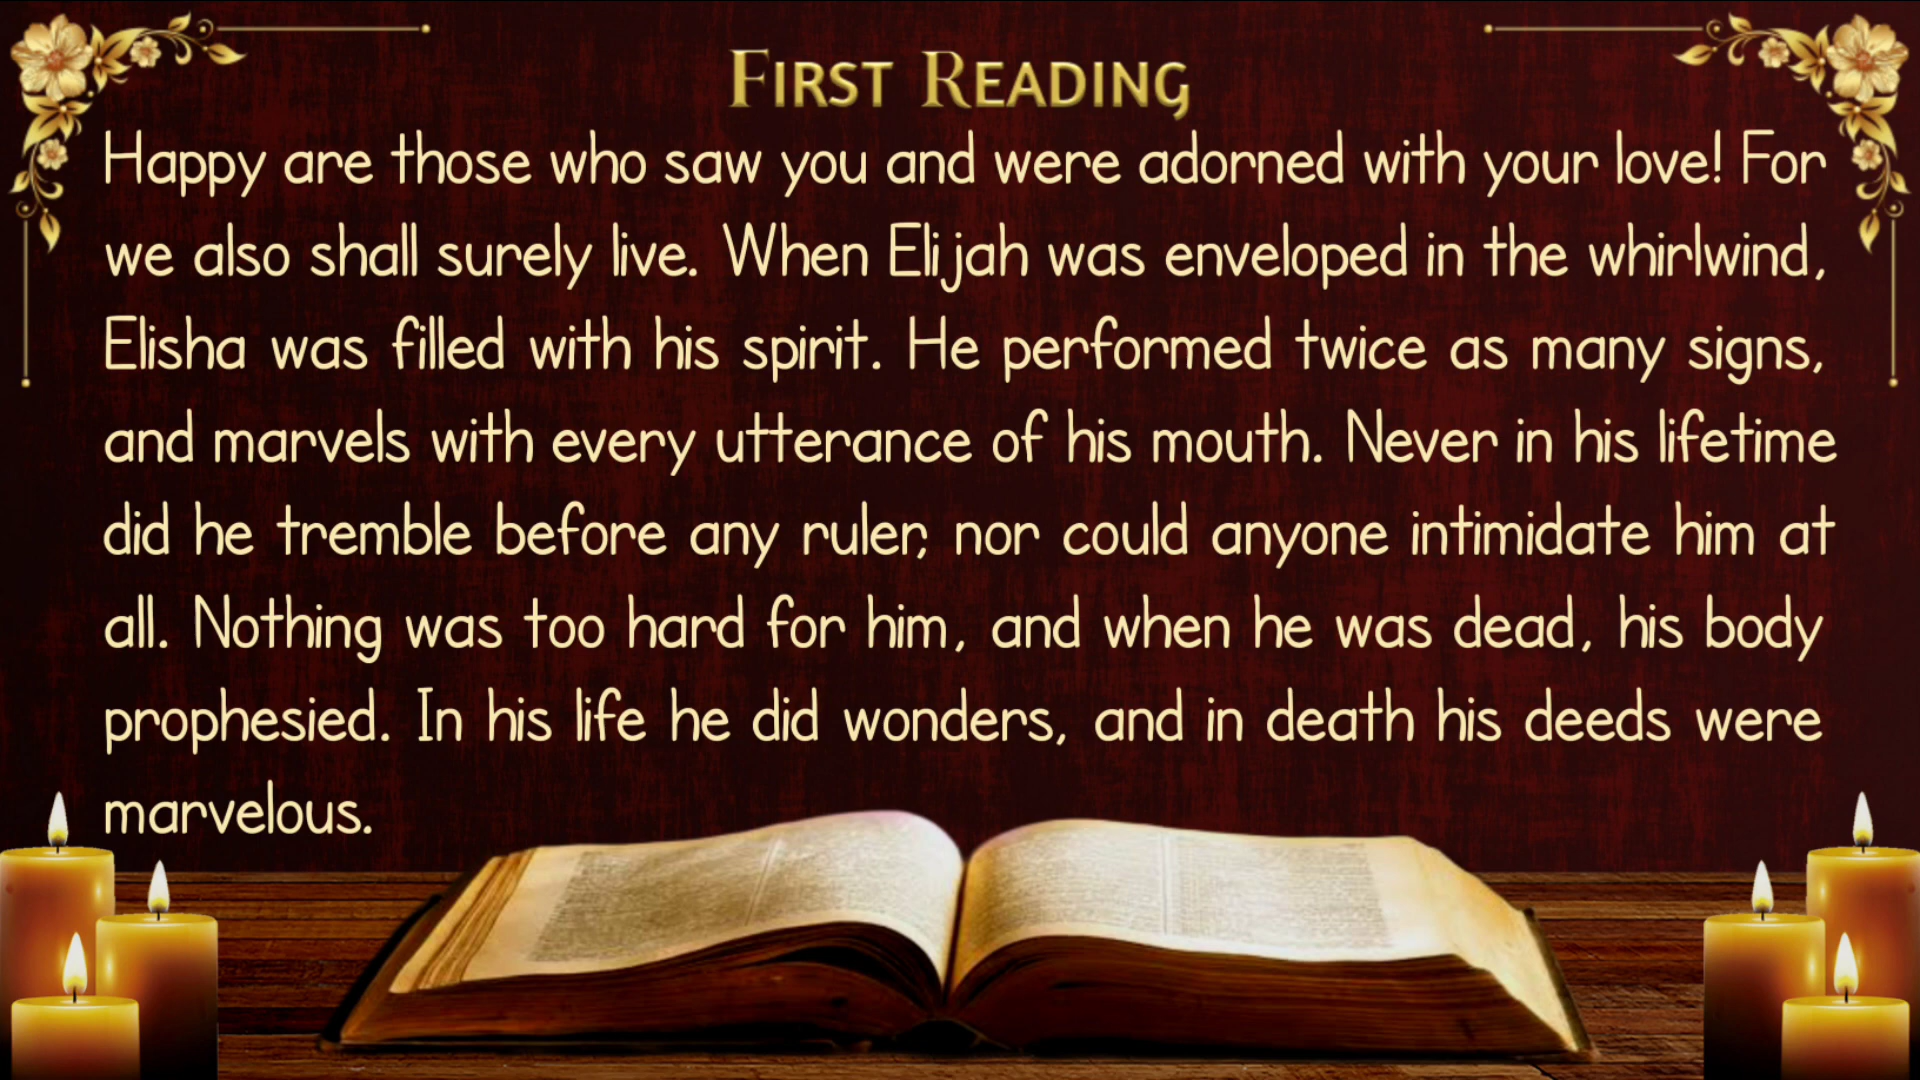 First Reading
Happy are those who saw you and were adorned with your love! For
we also shall surely live. When Elijah was enveloped in the whirlwind,
Elisha was filled with his spirit. He performed twice as many signs,
and marvels with every utterance of his mouth. Never in his lifetime
did he tremble before any ruler, nor could anyone intimidate him at
all. Nothing was too hard for him, and when he was dead, his body
prophesied. In his life he did wonders, and in death his deeds were
marvelous.